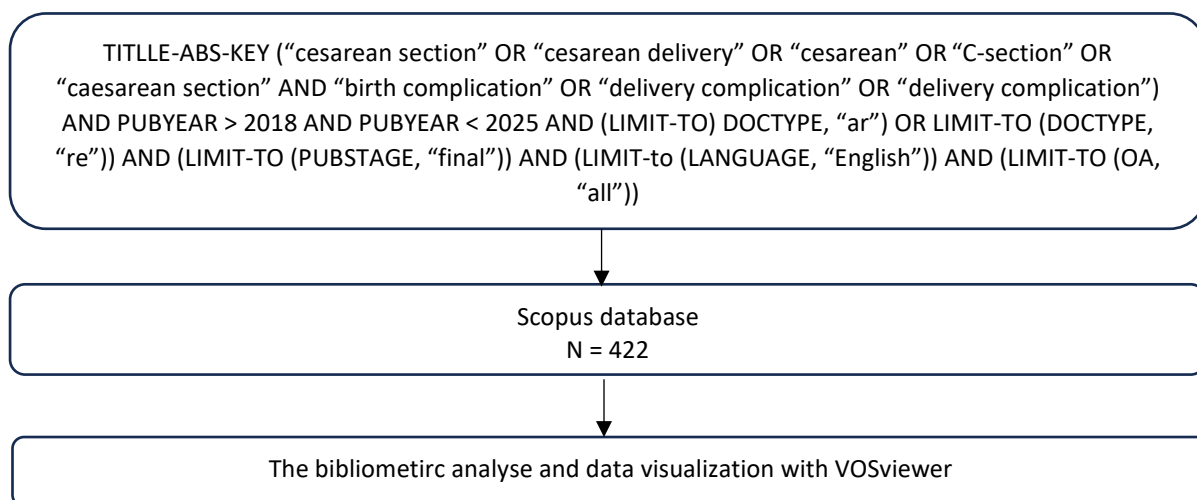 TITLLE-ABS-KEY (“cesarean section” OR “cesarean delivery” OR “cesarean” OR “C-section” OR
“caesarean section” AND “birth complication” OR “delivery complication” OR “delivery complication”)
AND PUBYEAR > 2018 AND PUBYEAR < 2025 AND (LIMIT-TO) DOCTYPE, “ar”) OR LIMIT-TO (DOCTYPE,
“re”)) AND (LIMIT-TO (PUBSTAGE, “final”)) AND (LIMIT-to (LANGUAGE, “English”)) AND (LIMIT-TO (OA,
“all”))
Scopus database
N = 422
The bibliometirc analyse and data visualization with VOSviewer